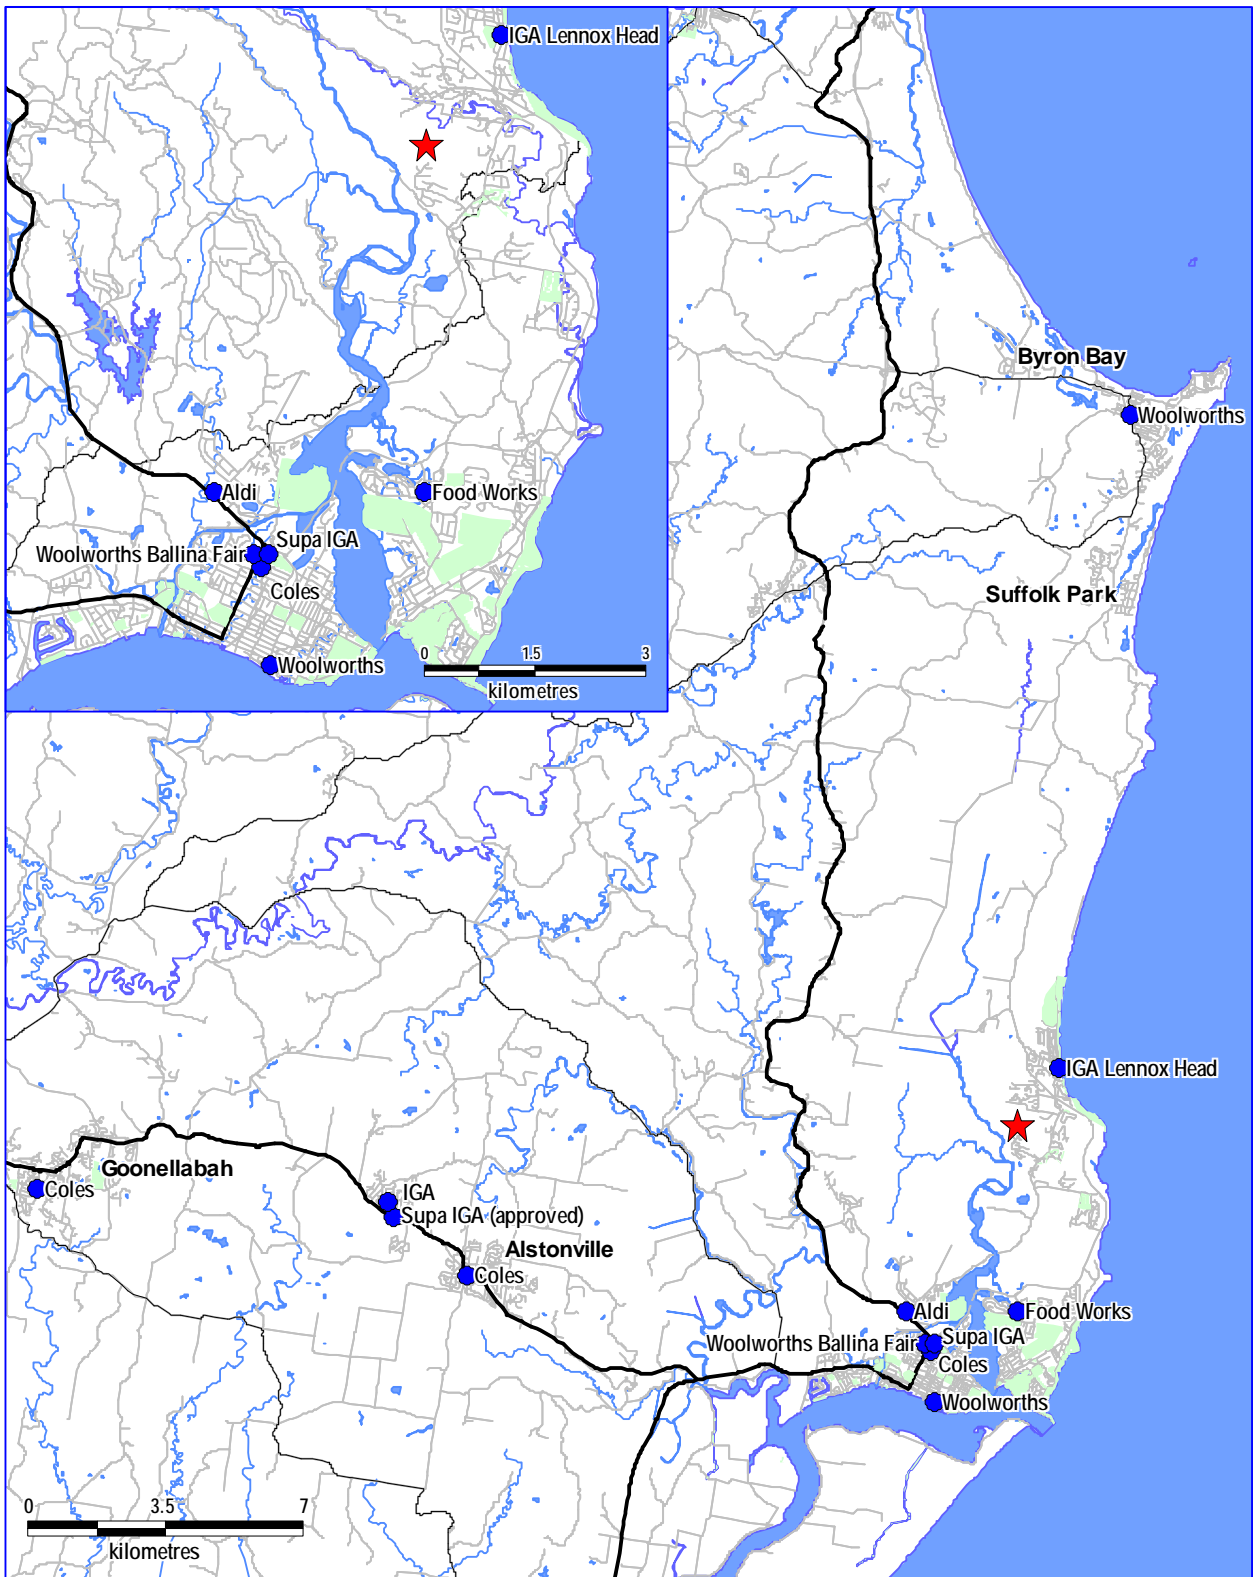 IGA Lennox Head
Aldi
Food Works
Supa IGA
Woolworths Ballina Fair
Coles
Woolworths
0 1.5 3
kilometres
Byron Bay
Woolworths
Suffolk Park
IGA Lennox Head
Goonellabah
Coles
IGA
Supa IGA (approved)
Alstonville
Coles
Aldi
Food Works
Woolworths Ballina Fair
Supa IGA
Coles
Woolworths
0 3.5 7
kilometres